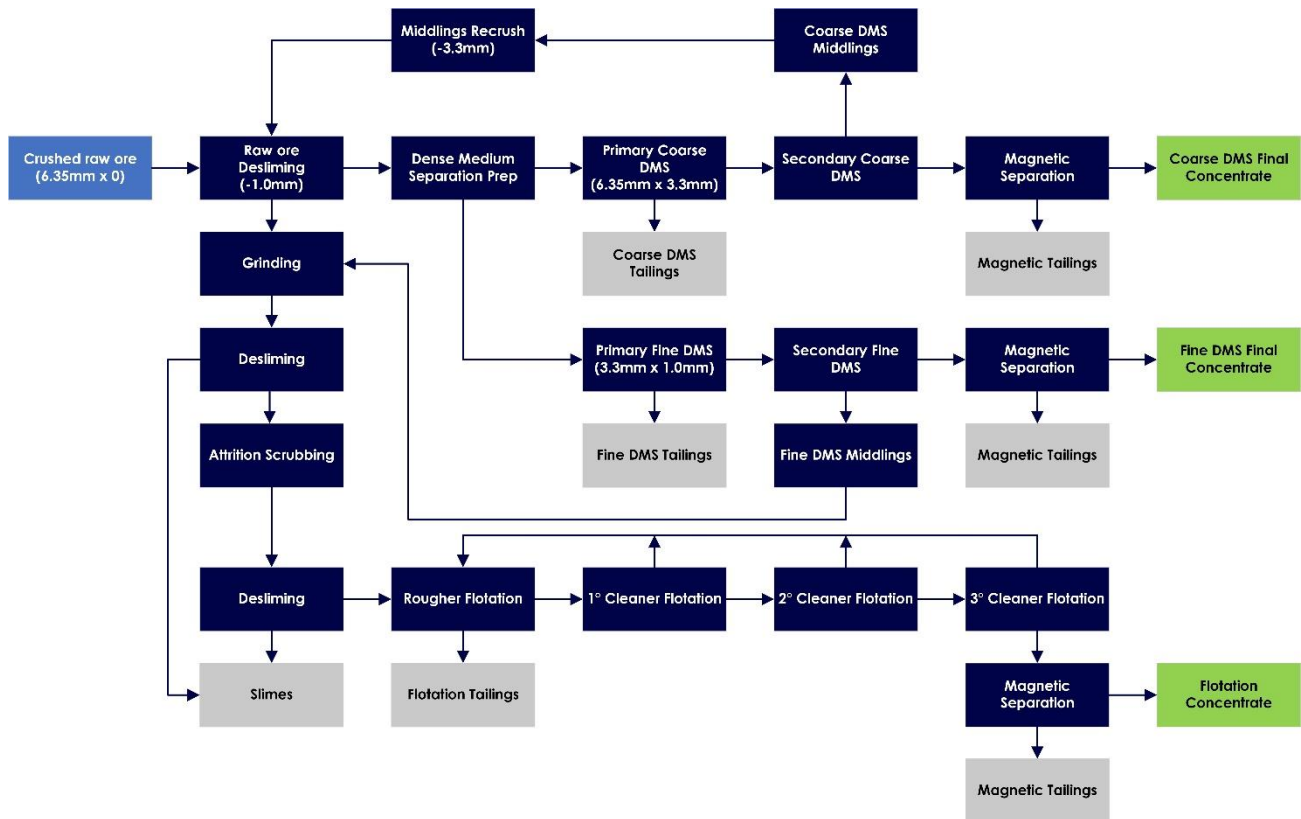 Middlings Recrush
(-3.3mm)
Coarse DMS
Middlings
Crushed raw ore
(6.35mm x 0)
Raw ore
Desliming
(-1.0mm)
Dense Medium
Separation Prep
Primary Coarse
DMS
(6.35mm x 3.3mm)
Secondary Coarse
DMS
Magnetic
Separation
Coarse DMS Final
Concentrate
Grinding
Coarse DMS
Tailings
Magnetic Tailings
Desliming
Primary Fine DMS
(3.3mm x 1.0mm)
Secondary Fine
DMS
Magnetic
Separation
Fine DMS Final
Concentrate
Attrition Scrubbing
Fine DMS Tailings
Fine DMS Middlings
Magnetic Tailings
Desliming
Rougher Flotation
1° Cleaner Flotation
2° Cleaner Flotation
3° Cleaner Flotation
Slimes
Flotation Tailings
Magnetic
Separation
Flotation
Concentrate
Magnetic Tailings